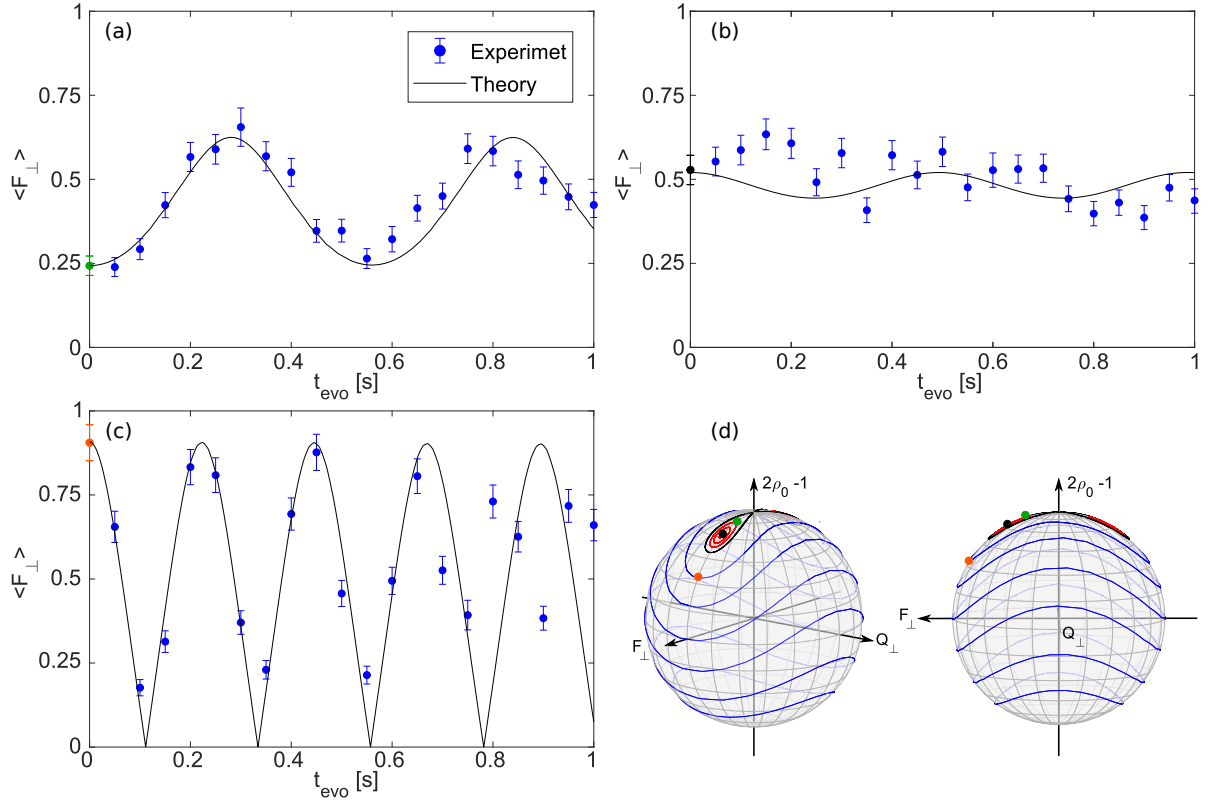 (a)
1
0.75
0.5
0.25
0
<F⊥>
Experimet
Theory
0 0.2 0.4 0.6 0.8 1
t_evo [s]
(b)
1
0.75
0.5
0.25
0
<F⊥>
0 0.2 0.4 0.6 0.8 1
t_evo [s]
(c)
1
0.75
0.5
0.25
0
<F⊥>
0 0.2 0.4 0.6 0.8 1
t_evo [s]
(d)
2ρ₀ -1
F⊥
Q⊥
2ρ₀ -1
F⊥
Q⊥